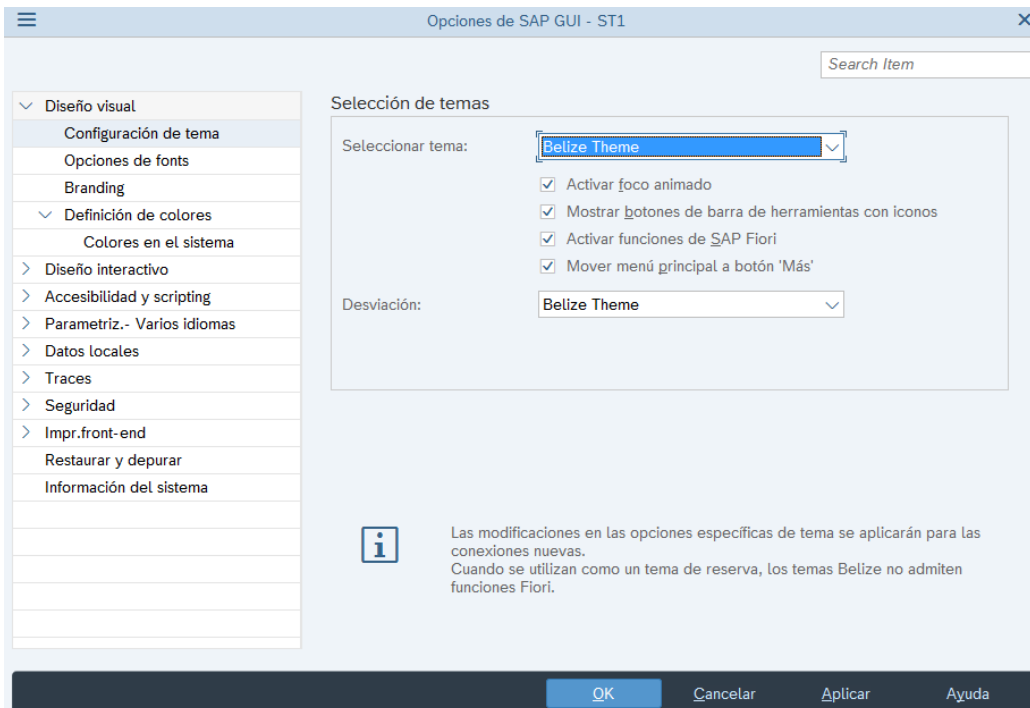 Opciones de SAP GUI - ST1
Search Item
Diseño visual
Configuración de tema
Opciones de fonts
Branding
Definición de colores
Colores en el sistema
Diseño interactivo
Accesibilidad y scripting
Parametriz.- Varios idiomas
Datos locales
Traces
Seguridad
Impr.front-end
Restaurar y depurar
Información del sistema
Selección de temas
Seleccionar tema:
Belize Theme
Activar foco animado
Mostrar botones de barra de herramientas con iconos
Activar funciones de SAP Fiori
Mover menú principal a botón 'Más'
Desviación:
Belize Theme
Las modificaciones en las opciones específicas de tema se aplicarán para las
conexiones nuevas.
Cuando se utilizan como un tema de reserva, los temas Belize no admiten
funciones Fiori.
OK
Cancelar
Aplicar
Ayuda